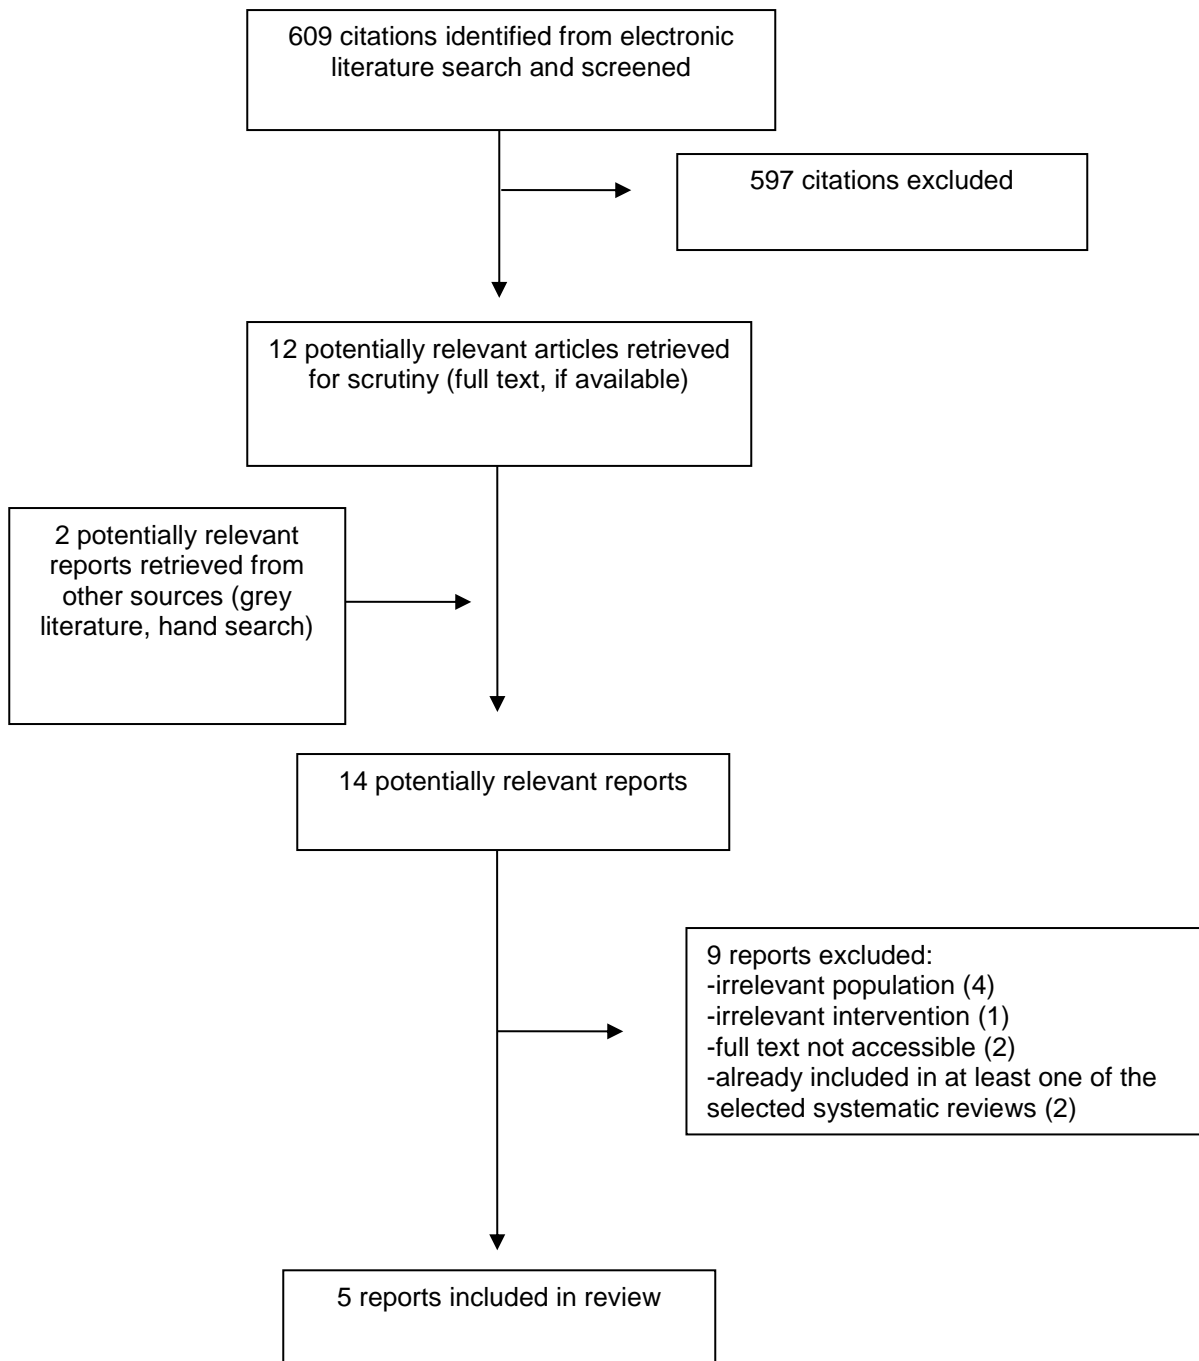 609 citations identified from electronic
literature search and screened
597 citations excluded
12 potentially relevant articles retrieved
for scrutiny (full text, if available)
2 potentially relevant
reports retrieved from
other sources (grey
literature, hand search)
14 potentially relevant reports
9 reports excluded:
-irrelevant population (4)
-irrelevant intervention (1)
-full text not accessible (2)
-already included in at least one of the
selected systematic reviews (2)
5 reports included in review